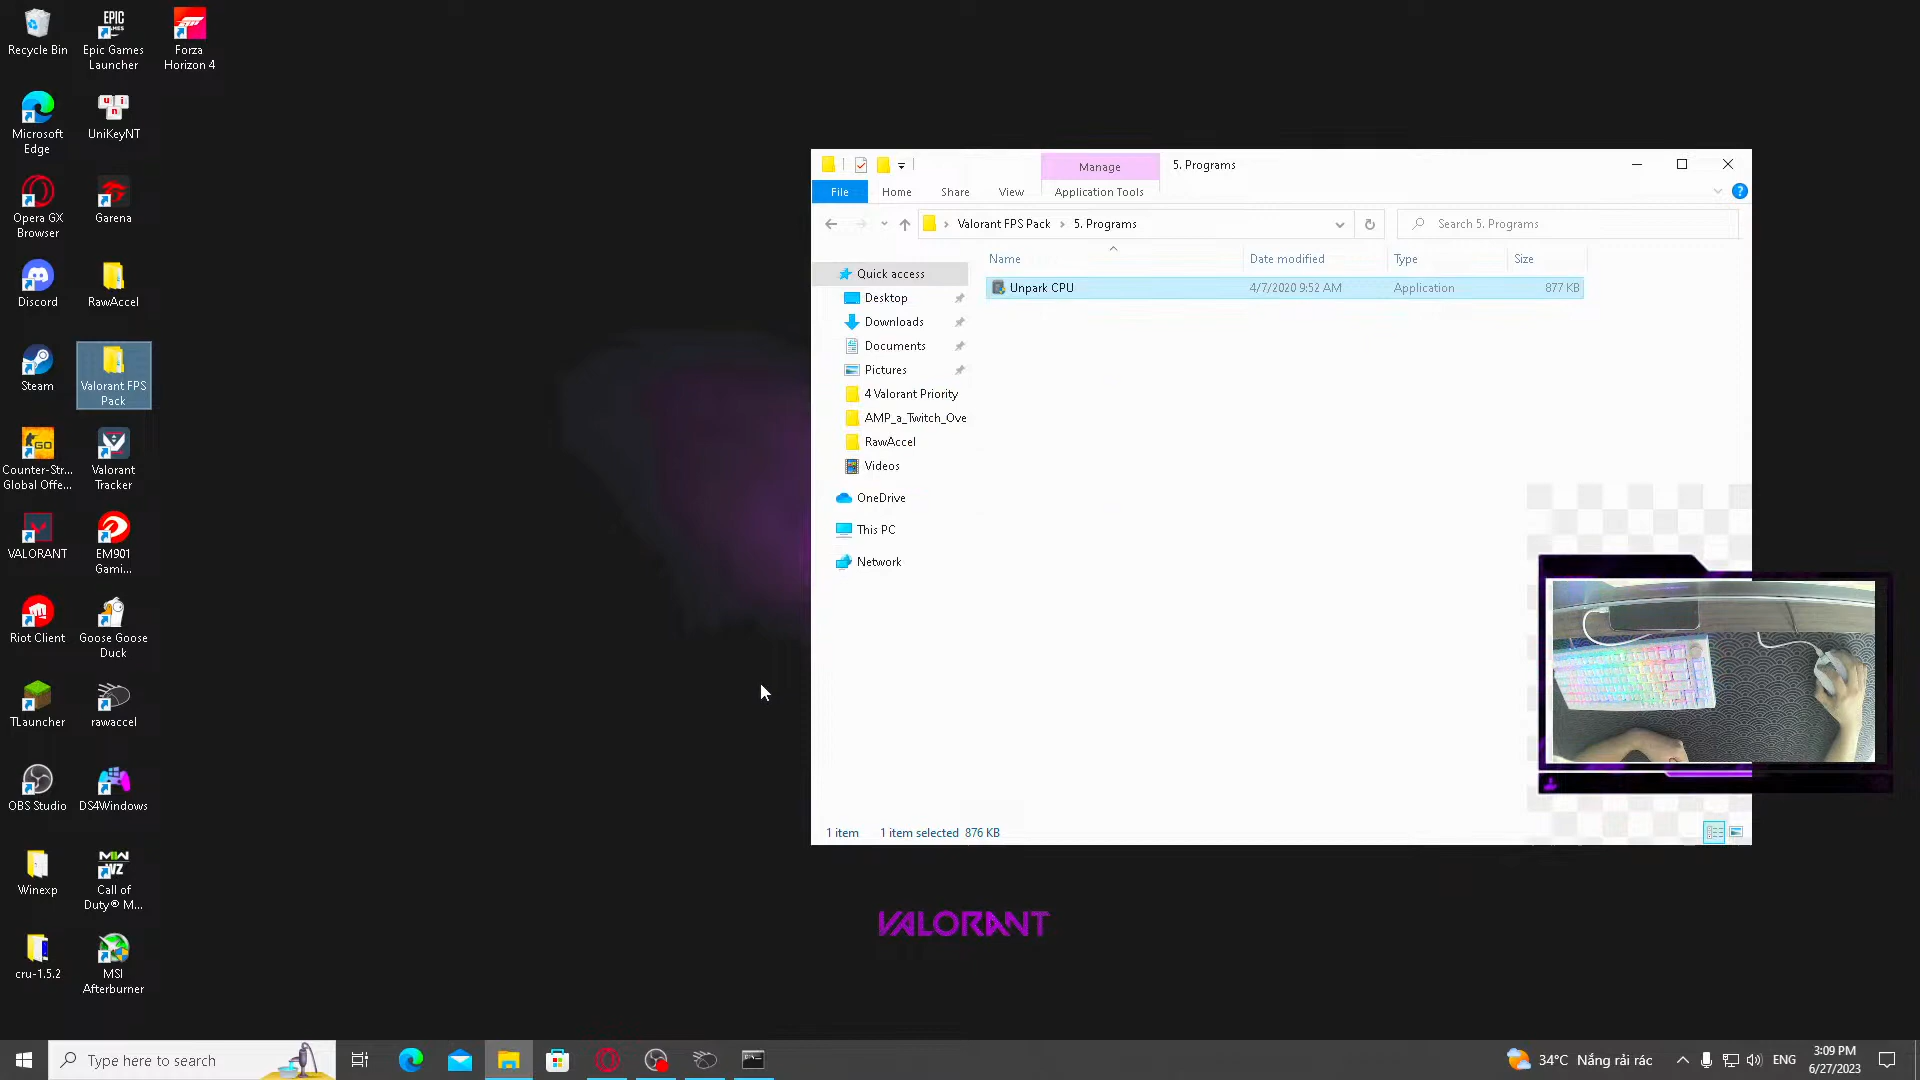 Recycle Bin
Epic Games
Launcher
Forza
Horizon 4
Microsoft
Edge
UniKeyNT
Opera GX
Browser
Garena
Discord
RawAccel
Steam
Valorant FPS
Pack
Counter-Str...
Global Offe...
Valorant
Tracker
VALORANT
EM901
Gami...
Riot Client
Goose Goose
Duck
TLauncher
rawaccel
OBS Studio
DS4Windows
Winexp
Call of
Duty® M...
cru-1.5.2
MSI
Afterburner
Manage
5. Programs
File
Home
Share
View
Application Tools
Valorant FPS Pack
5. Programs
Search 5. Programs
Name
Date modified
Type
Size
Unpark CPU
4/7/2020 9:52 AM
Application
877 KB
Quick access
Desktop
Downloads
Documents
Pictures
4 Valorant Priority
AMP_a_Twitch_Ove
RawAccel
Videos
OneDrive
This PC
Network
1 item
1 item selected 876 KB
VALORANT
Type here to search
34°C Nắng rải rác
ENG
3:09 PM
6/27/2023